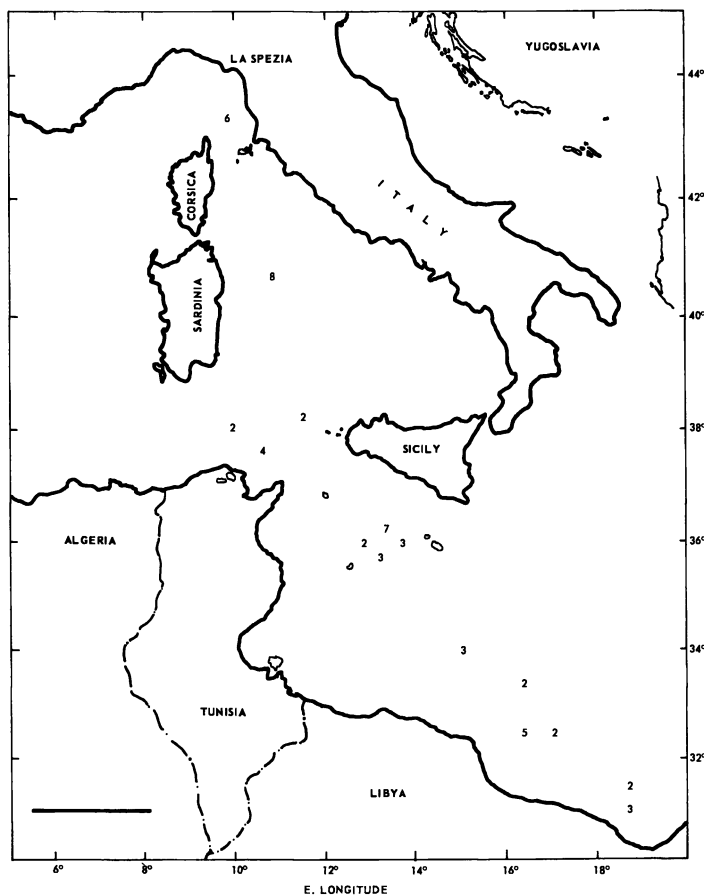 LA SPEZIA
YUGOSLAVIA
44°
6
CORSICA
ITALY
42°
8
SARDINIA
40°
2
2
38°
4
SICILY
7
ALGERIA
2
3
36°
3
3
34°
2
TUNISIA
5 2
32°
2
LIBYA
3
6° 8° 10° 12° 14° 16° 18°
E. LONGITUDE